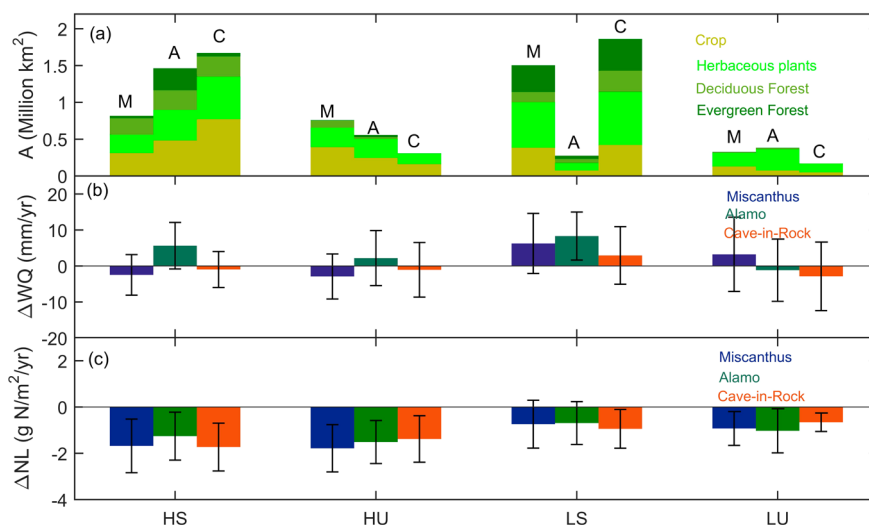 2
1.5
1
0.5
0
A (Million km²)
(a)
M
A
C
M
A
C
M
A
C
M
A
C
Crop
Herbaceous plants
Deciduous Forest
Evergreen Forest
20
10
0
-10
-20
ΔWQ (mm/yr)
(b)
Miscanthus
Alamo
Cave-in-Rock
2
0
-2
-4
ΔNL (g N/m²/yr)
(c)
Miscanthus
Alamo
Cave-in-Rock
HS
HU
LS
LU